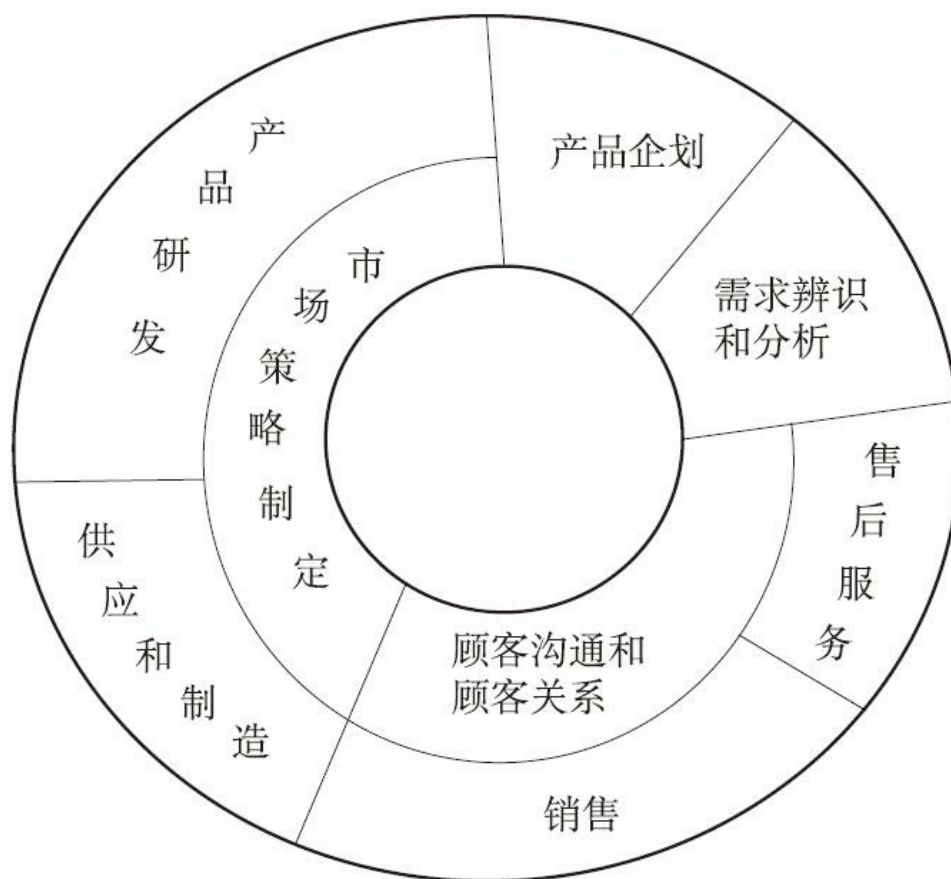 产品企划
需求辨识
和分析
售后服务
销售
顾客沟通和
顾客关系
供应和制造
产品研发
市场策略制定